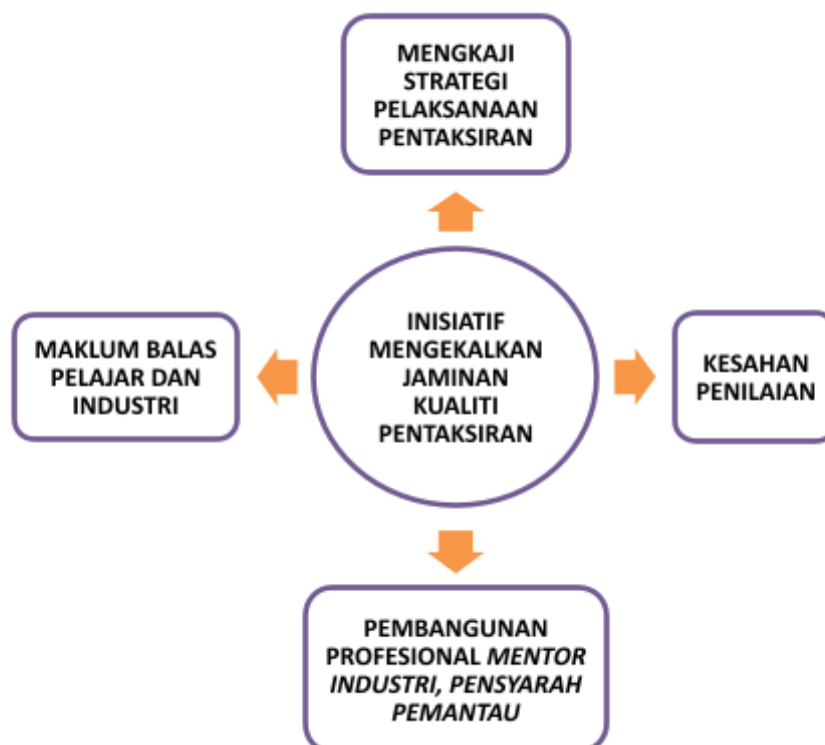 MENGKAJI
STRATEGI
PELAKSANAAN
PENTAKSIRAN
MAKLUM BALAS
PELAJAR DAN
INDUSTRI
INISIATIF
MENGEKALKAN
JAMINAN
KUALITI
PENTAKSIRAN
KESAHAN
PENILAIAN
PEMBANGUNAN
PROFESIONAL MENTOR
INDUSTRI, PENSYARAH
PEMANTAU